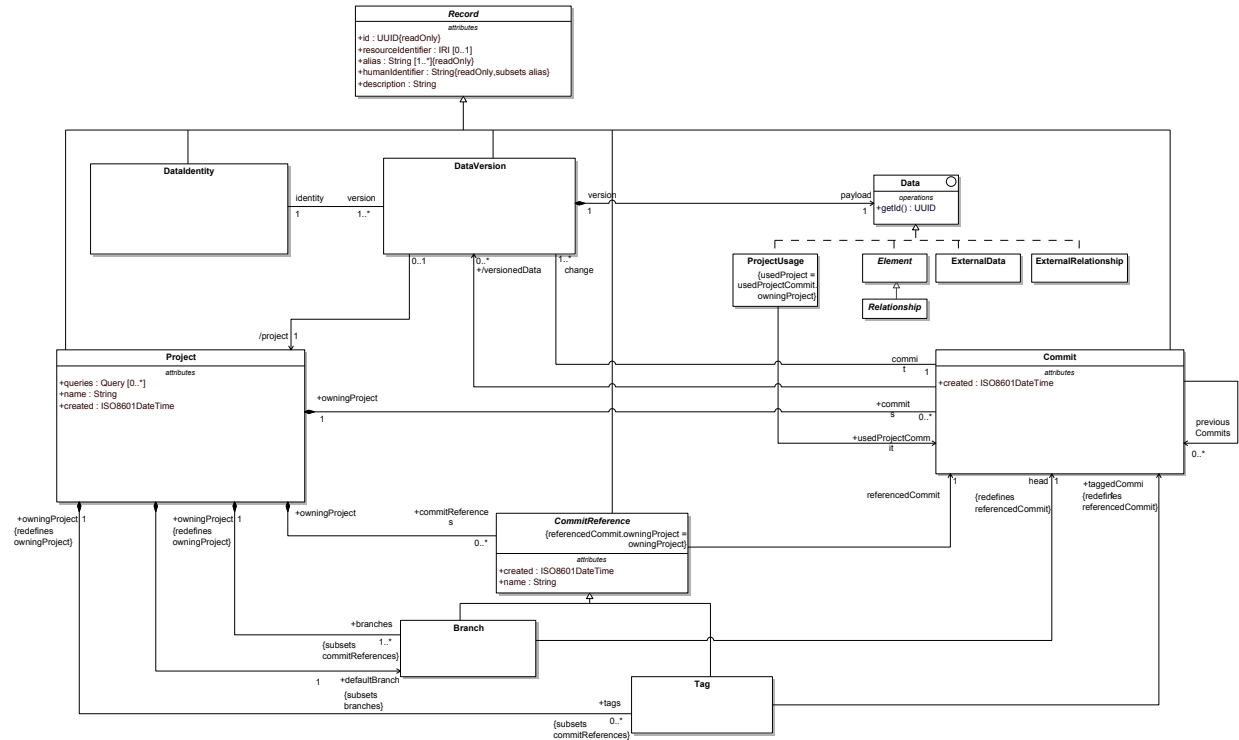 Record
attributes
+id : UUID{readOnly}
+resourceIdentifier : IRI [0..1]
+alias : String [1..*]{readOnly}
+humanIdentifier : String{readOnly,subsets alias}
+description : String
DataIdentity
DataVersion
identity
version
1
1..*
version
1
payload
1
Data
operations
+getId() : UUID
ProjectUsage
{usedProject =
usedProjectCommit.
owningProject}
Element
ExternalData
ExternalRelationship
Relationship
0..1
0..*
+/versionedData
1..*
change
/project
1
Project
attributes
+queries : Query [0..*]
+name : String
+created : ISO8601DateTime
commi
t
1
Commit
attributes
+created : ISO8601DateTime
+owningProject
1
+commit
s
0..*
+usedProjectComm
it
previous
Commits
0..*
+owningProject
1
{redefines
owningProject}
+owningProject
1
{redefines
owningProject}
+owningProject
+commitReference
s
0..*
CommitReference
{referencedCommit.owningProject =
owningProject}
attributes
+created : ISO8601DateTime
+name : String
referencedCommit
1
head
1
{redefines
referencedCommit}
+taggedCommi
t
{redefines
referencedCommit}
+branches
1..*
{subsets
commitReferences}
Branch
1
+defaultBranch
{subsets
branches}
Tag
+tags
0..*
{subsets
commitReferences}